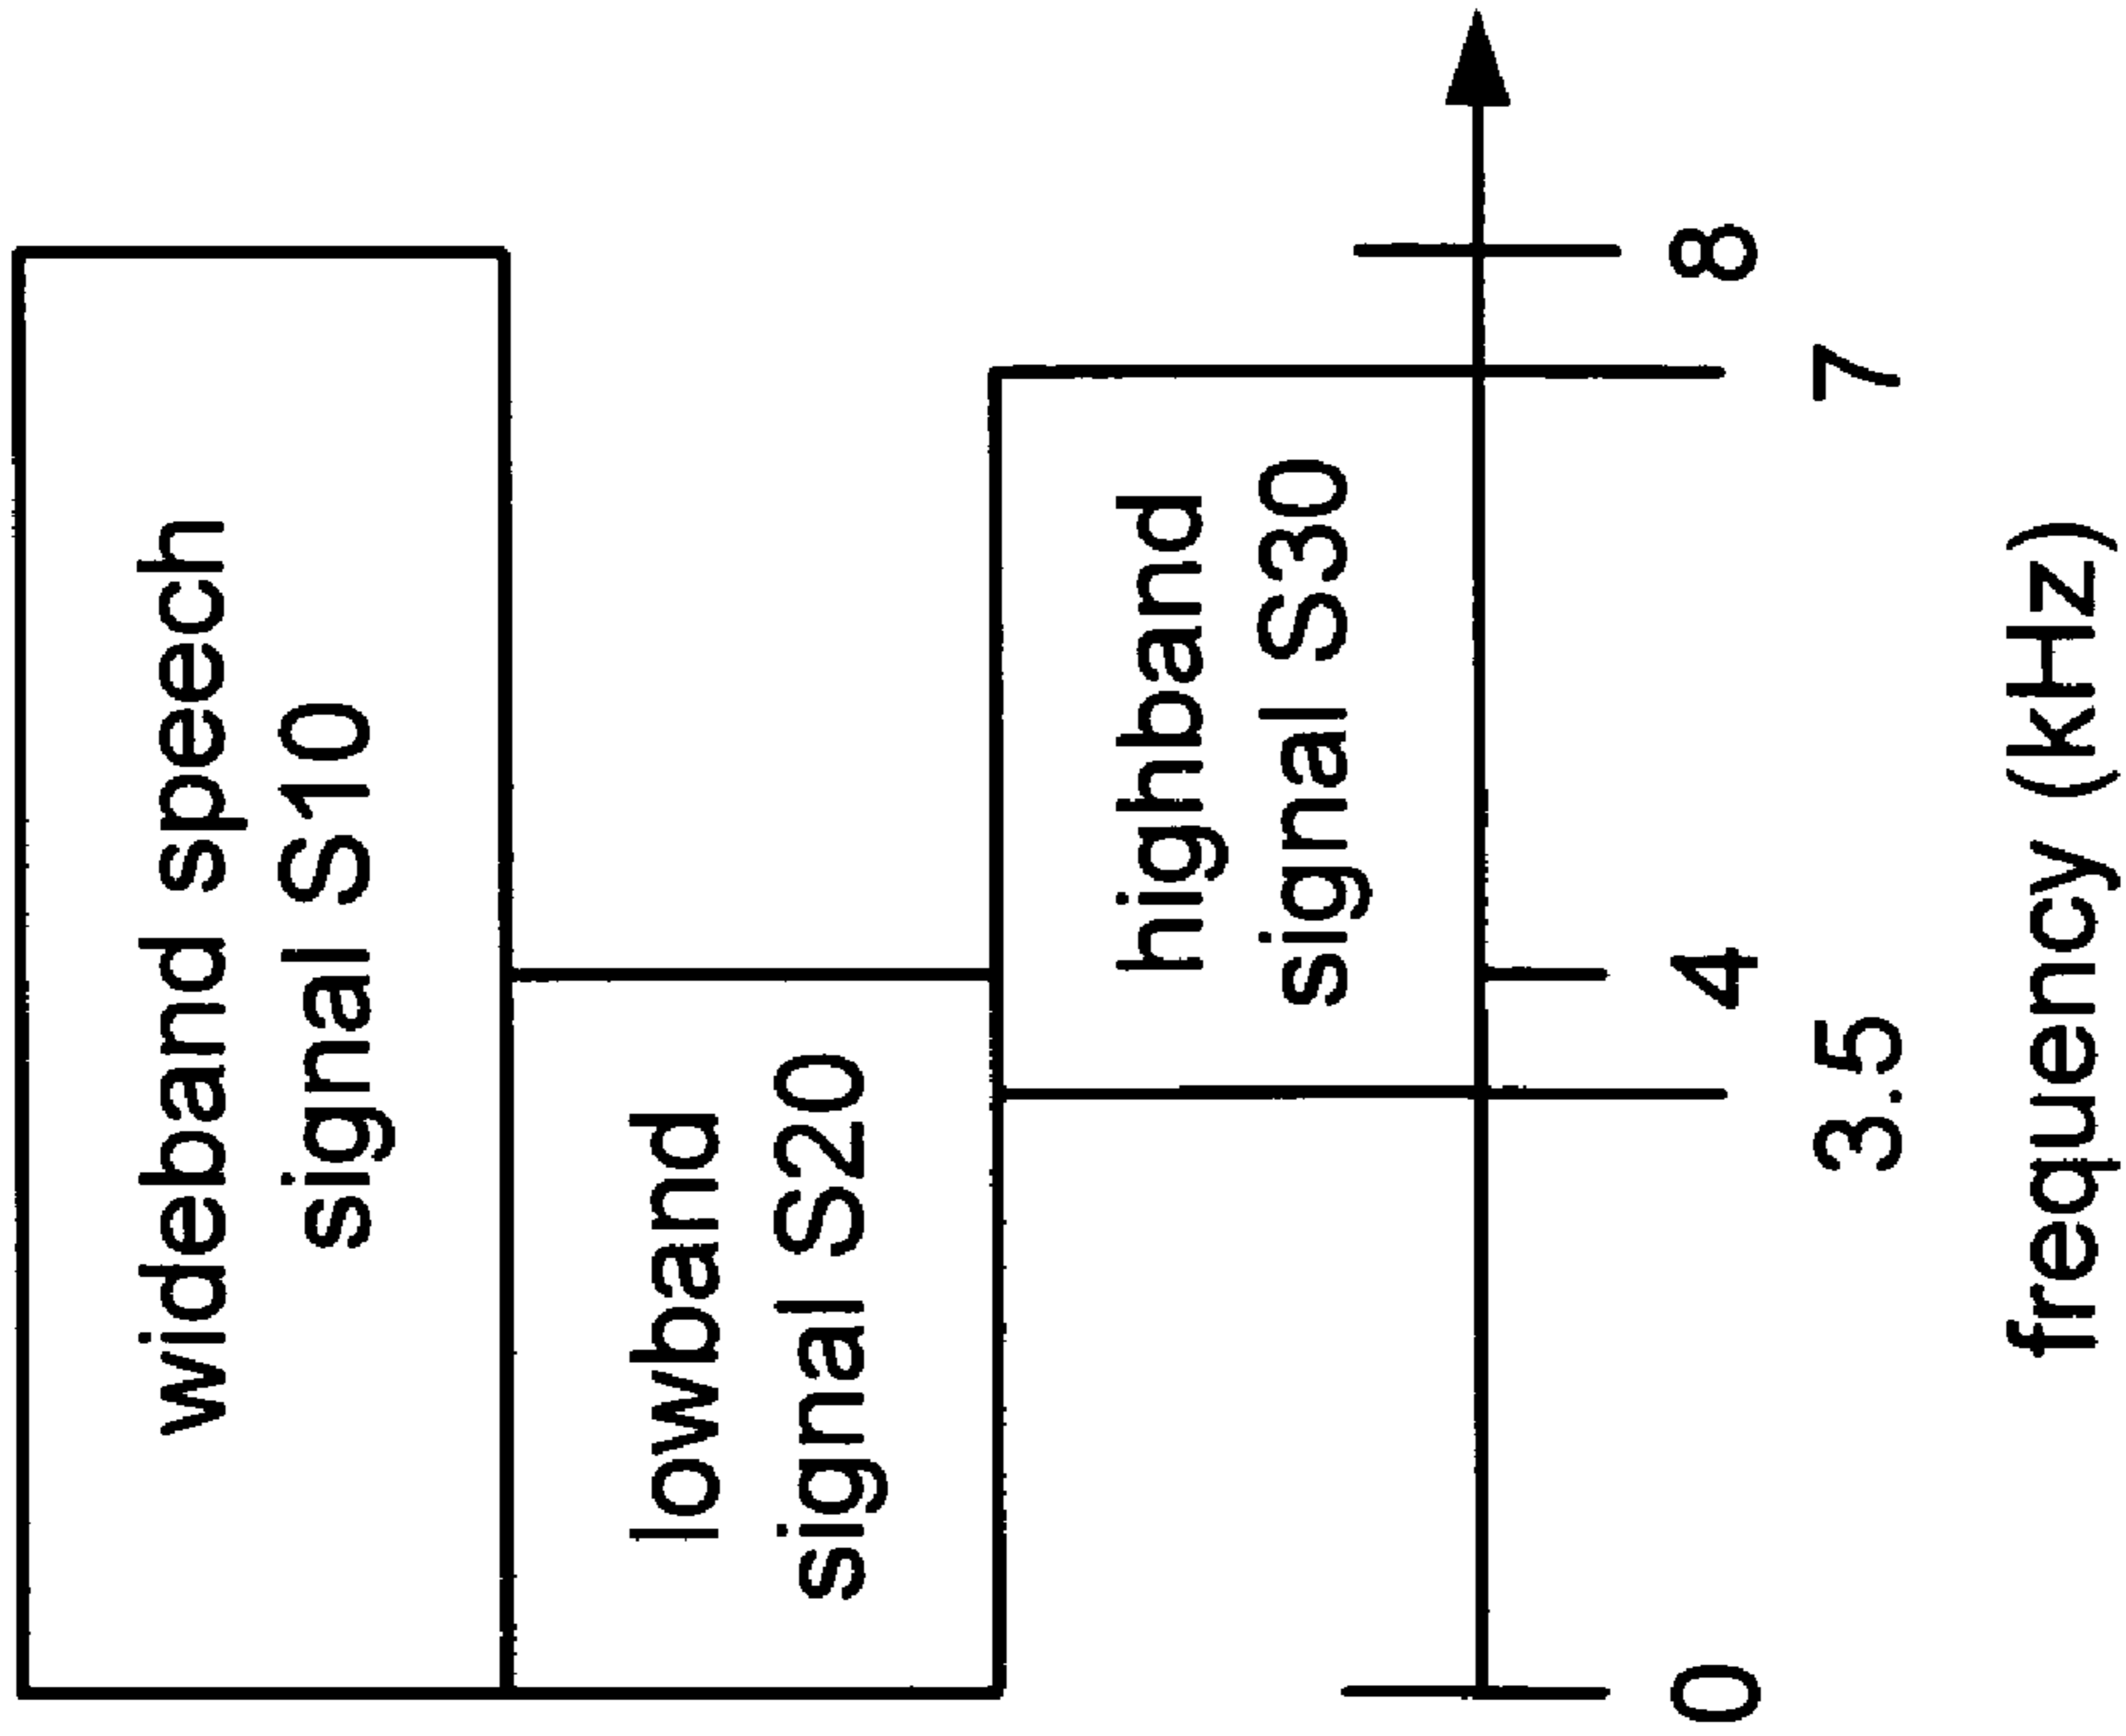 wideband speech
signal S10
lowband
signal S20
highband
signal S30
0 4 8
3.5 7
frequency (kHz)